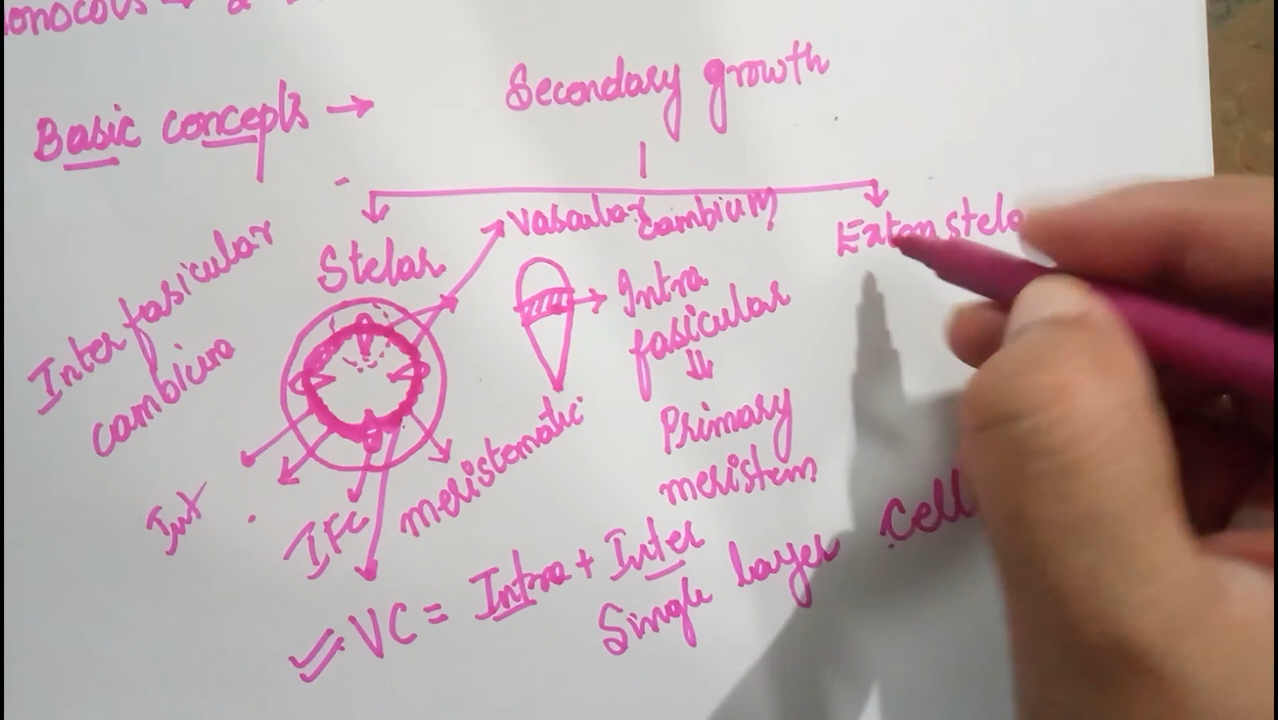 Secondary growth
Basic concepts →
Vascular
Cambium
Stelar
Inter fasicular
cambium
Intra
fasicular
Primary
meristem
meristematic
Int
IFC
VC = Intra + Inter
Single layer cell